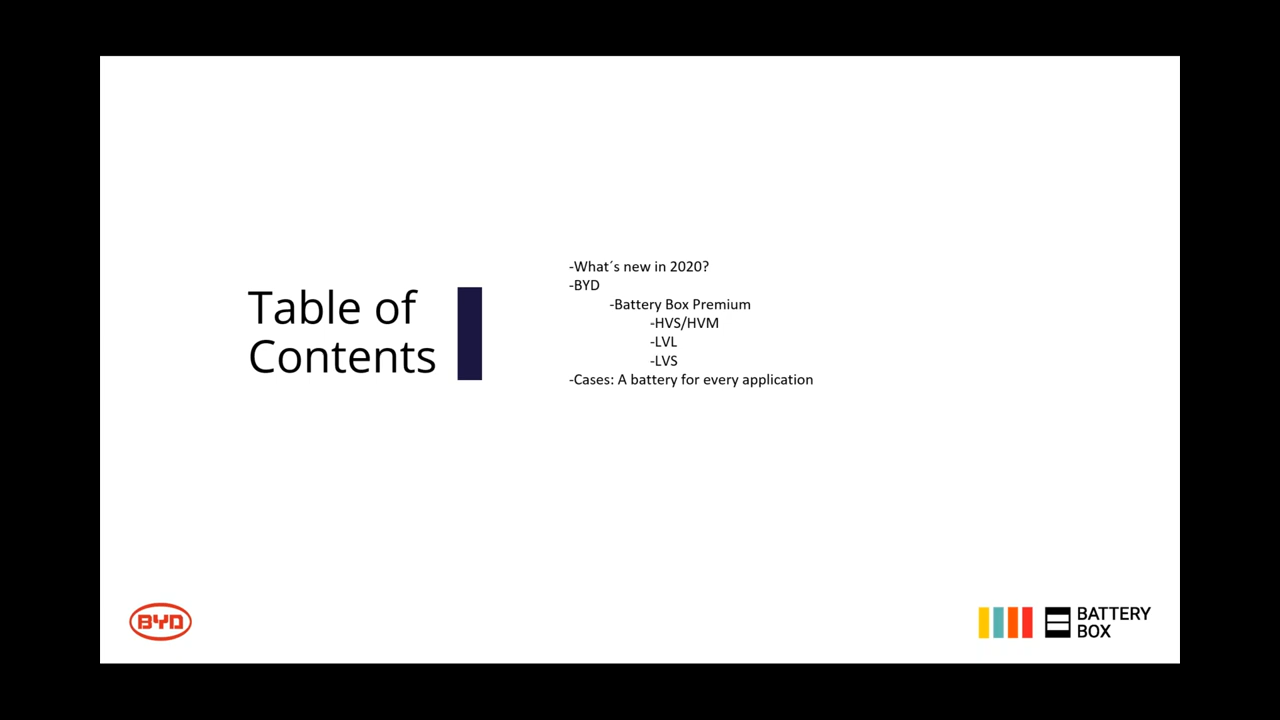 Table of
Contents
-What´s new in 2020?
-BYD
-Battery Box Premium
-HVS/HVM
-LVL
-LVS
-Cases: A battery for every application
BYD
BATTERY
BOX